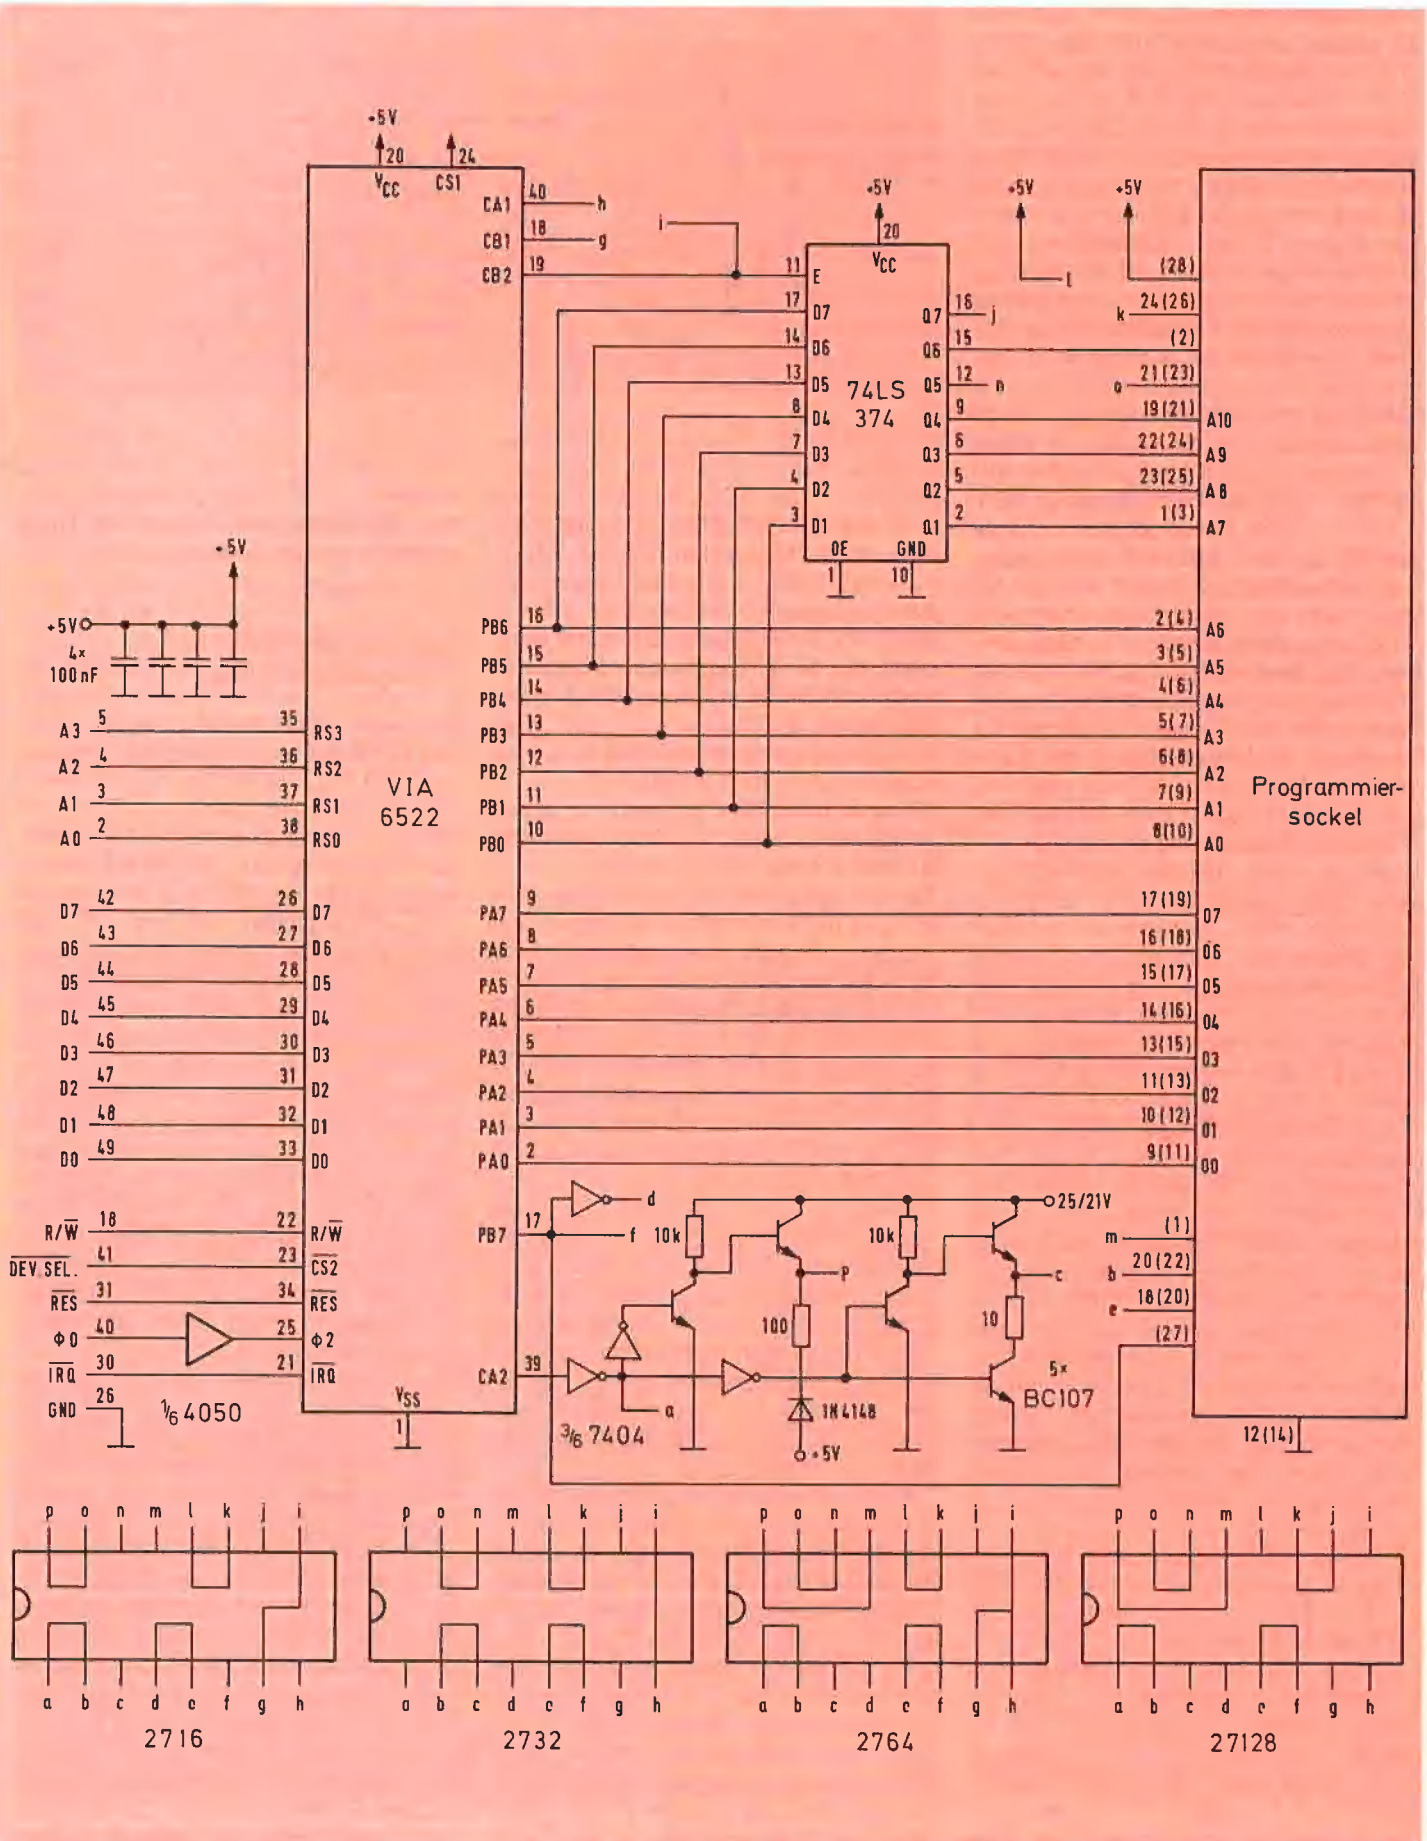 +5V
20
24
VCC
CS1
CA1
40
h
CB1
18
g
CB2
19
i
+5V
+5V
+5V
20
VCC
11
E
17
D7
14
D6
13
D5
8
D4
7
D3
4
D2
3
D1
74LS
374
Q7
16
j
Q6
15
Q5
12
n
Q4
9
Q3
6
Q2
5
Q1
2
OE
GND
1
10
l
(28)
k
24(26)
(2)
o
21(23)
19(21)
A10
22(24)
A9
23(25)
A8
1(3)
A7
+5V
+5V
4×
100nF
A3
5
35
RS3
A2
4
36
RS2
A1
3
37
RS1
A0
2
38
RS0
VIA
6522
PB6
16
2(4)
A6
PB5
15
3(5)
A5
PB4
14
4(6)
A4
PB3
13
5(7)
A3
PB2
12
6(8)
A2
PB1
11
7(9)
A1
PB0
10
8(10)
A0
Programmier-
sockel
D7
42
26
D7
D6
43
27
D6
D5
44
28
D5
D4
45
29
D4
D3
46
30
D3
D2
47
31
D2
D1
48
32
D1
D0
49
33
D0
PA7
9
17(19)
07
PA6
8
16(18)
06
PA5
7
15(17)
05
PA4
6
14(16)
04
PA3
5
13(15)
03
PA2
4
11(13)
02
PA1
3
10(12)
01
PA0
2
9(11)
00
R/W̅
18
22
R/W̅
DEV.SEL.
41
23
CS2
RES
31
34
RES
Φ0
40
25
Φ2
IRQ
30
21
IRQ
GND
26
1/6 4050
VSS
1
PB7
17
d
f
10k
p
100
1N4148
+5V
10k
25/21V
c
10
5×
BC107
CA2
39
a
3/6 7404
m
(1)
b
20(22)
e
18(20)
(27)
12(14)
p o n m l k j i
a b c d e f g h
2716
p o n m l k j i
a b c d e f g h
2732
p o n m l k j i
a b c d e f g h
2764
p o n m l k j i
a b c d e f g h
27128